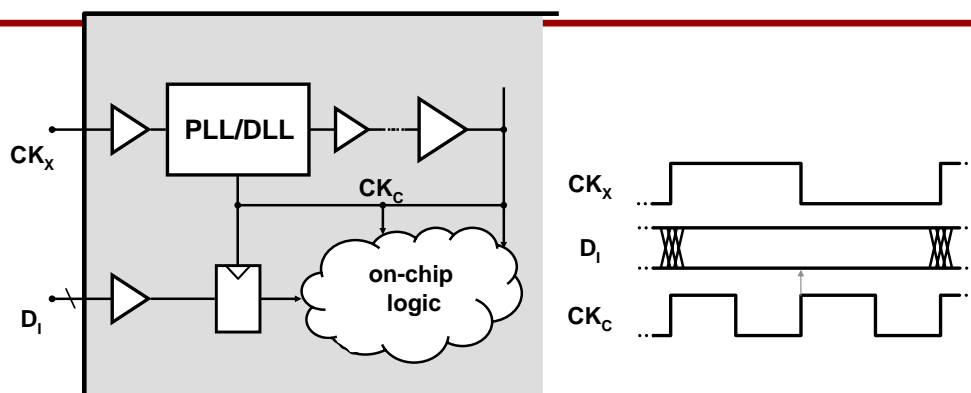 PLL/DLL
CKX
CKC
on-chip
logic
DI
CKX
DI
CKC